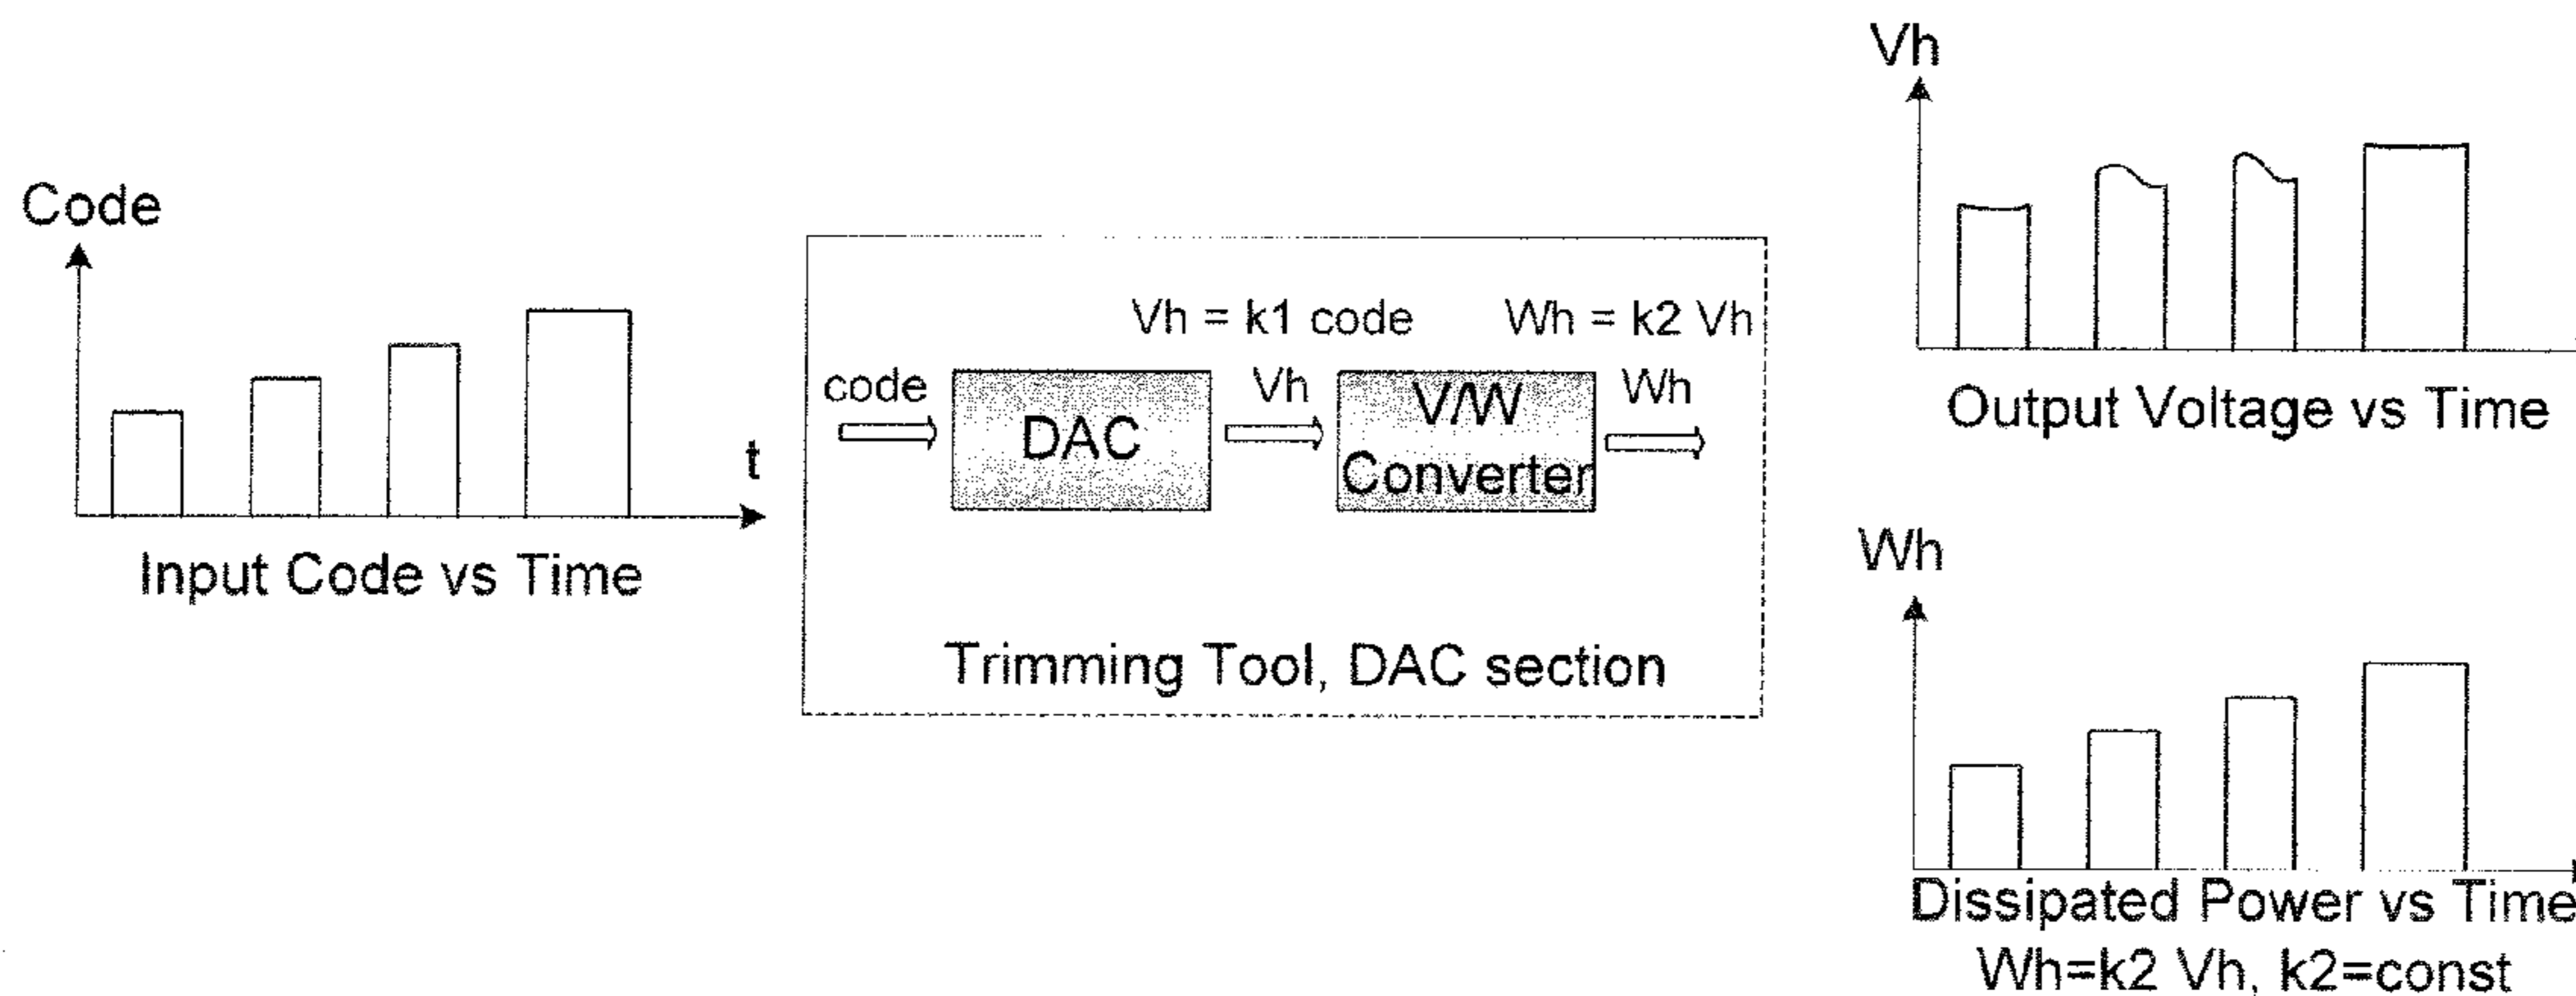 Code
t
Input Code vs Time
Vh = k1 code
Wh = k2 Vh
code
DAC
Vh
V/W
Converter
Wh
Trimming Tool, DAC section
Vh
Output Voltage vs Time
Wh
Dissipated Power vs Time
Wh=k2 Vh, k2=const